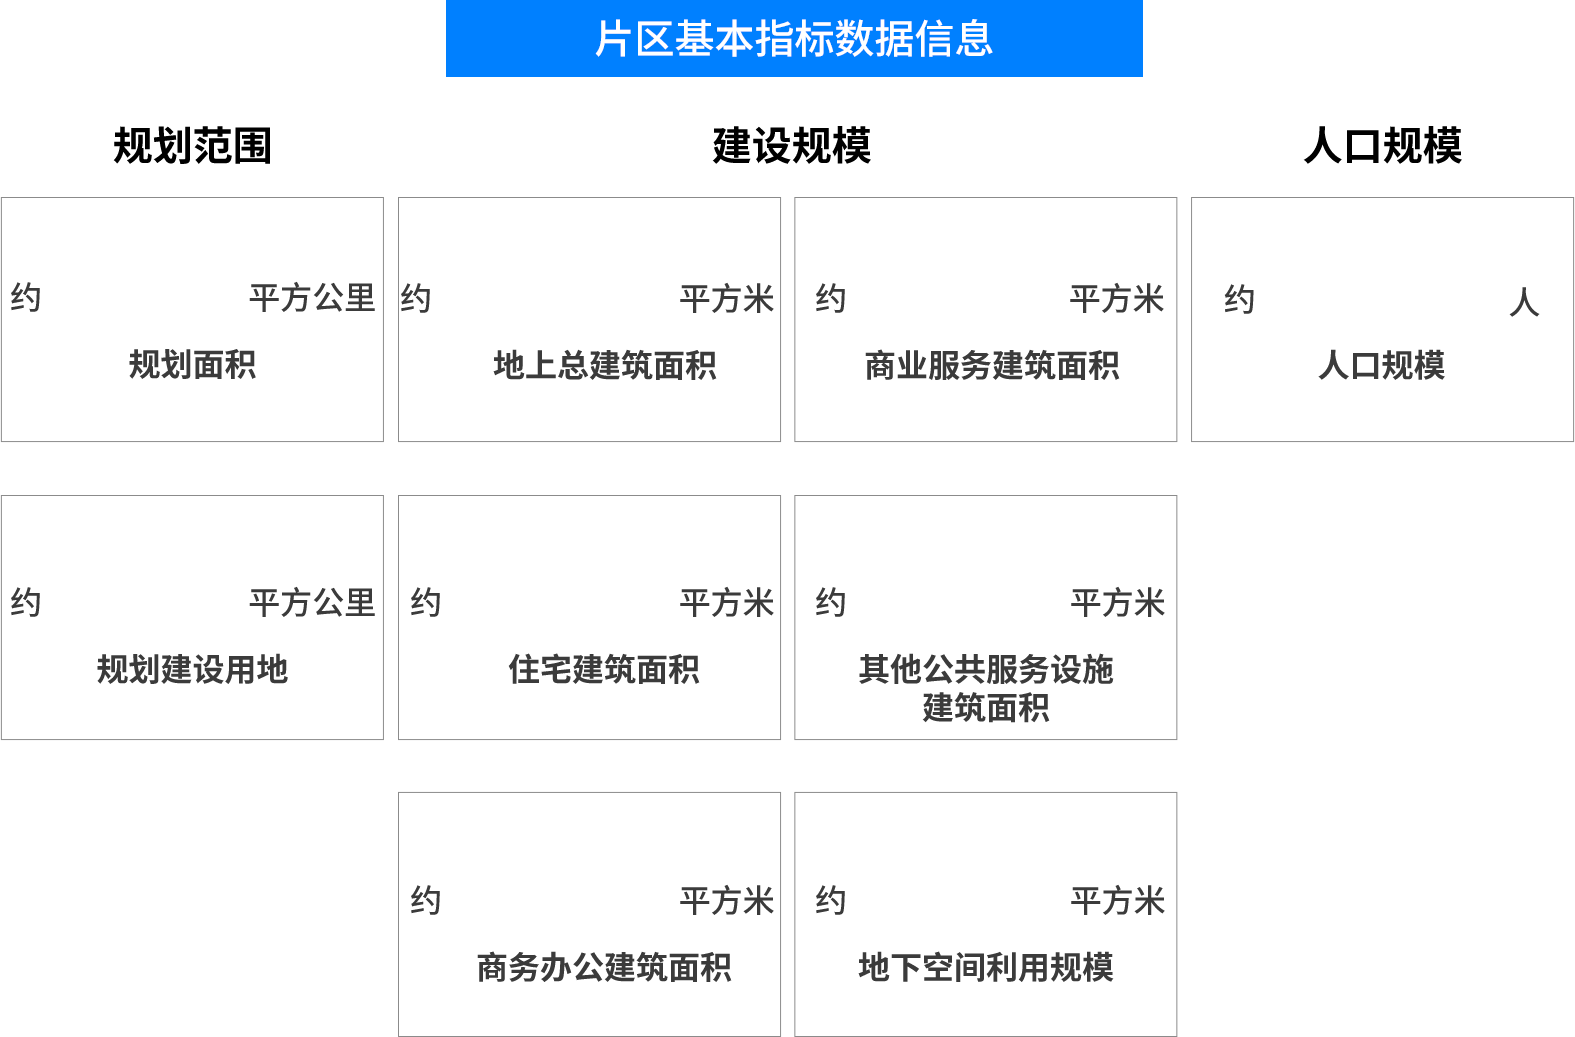 片区基本指标数据信息
规划范围 建设规模 人口规模
约 平方公里 约 平方米 约 平方米 约 人
规划面积 地上总建筑面积 商业服务建筑面积 人口规模
约 平方公里 约 平方米 约 平方米
规划建设用地 住宅建筑面积 其他公共服务设施
建筑面积
约 平方米 约 平方米
商务办公建筑面积 地下空间利用规模